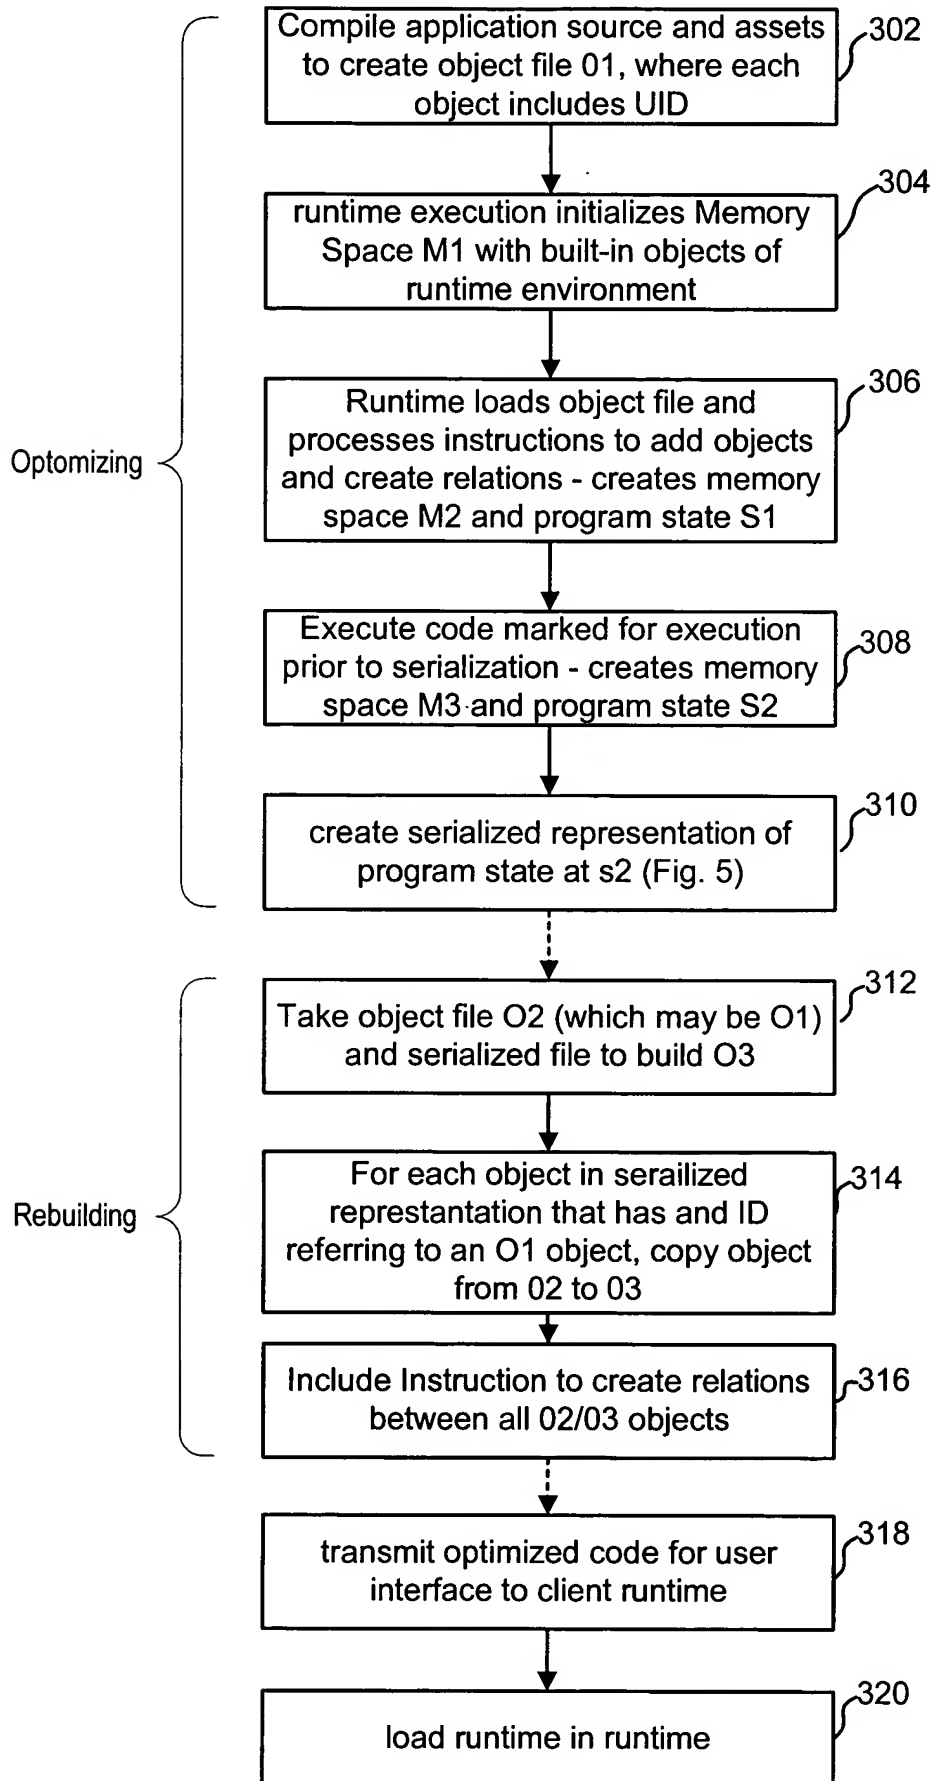 Compile application source and assets
to create object file 01, where each
object includes UID
302
runtime execution initializes Memory
Space M1 with built-in objects of
runtime environment
304
Runtime loads object file and
processes instructions to add objects
and create relations - creates memory
space M2 and program state S1
306
Optomizing
Execute code marked for execution
prior to serialization - creates memory
space M3 and program state S2
308
create serialized representation of
program state at s2 (Fig. 5)
310
Take object file O2 (which may be O1)
and serialized file to build O3
312
For each object in serailized
represtantation that has and ID
referring to an O1 object, copy object
from 02 to 03
314
Rebuilding
Include Instruction to create relations
between all 02/03 objects
316
transmit optimized code for user
interface to client runtime
318
load runtime in runtime
320